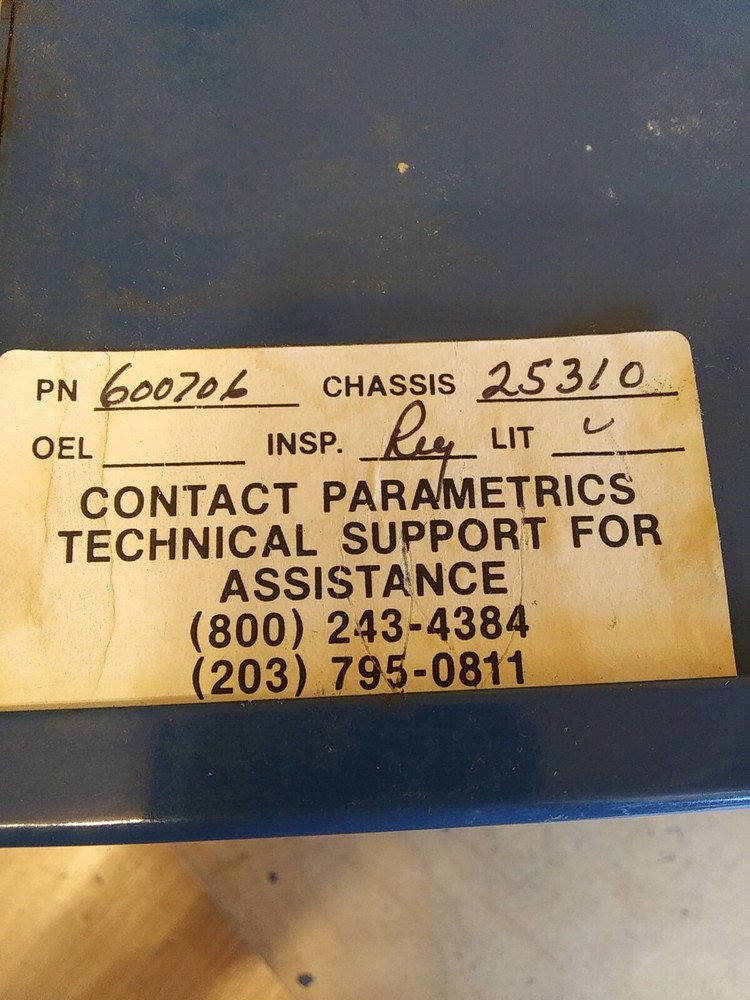 PN 600706 CHASSIS 25310
OEL INSP. Rey LIT
CONTACT PARAMETRICS
TECHNICAL SUPPORT FOR
ASSISTANCE
(800) 243-4384
(203) 795-0811